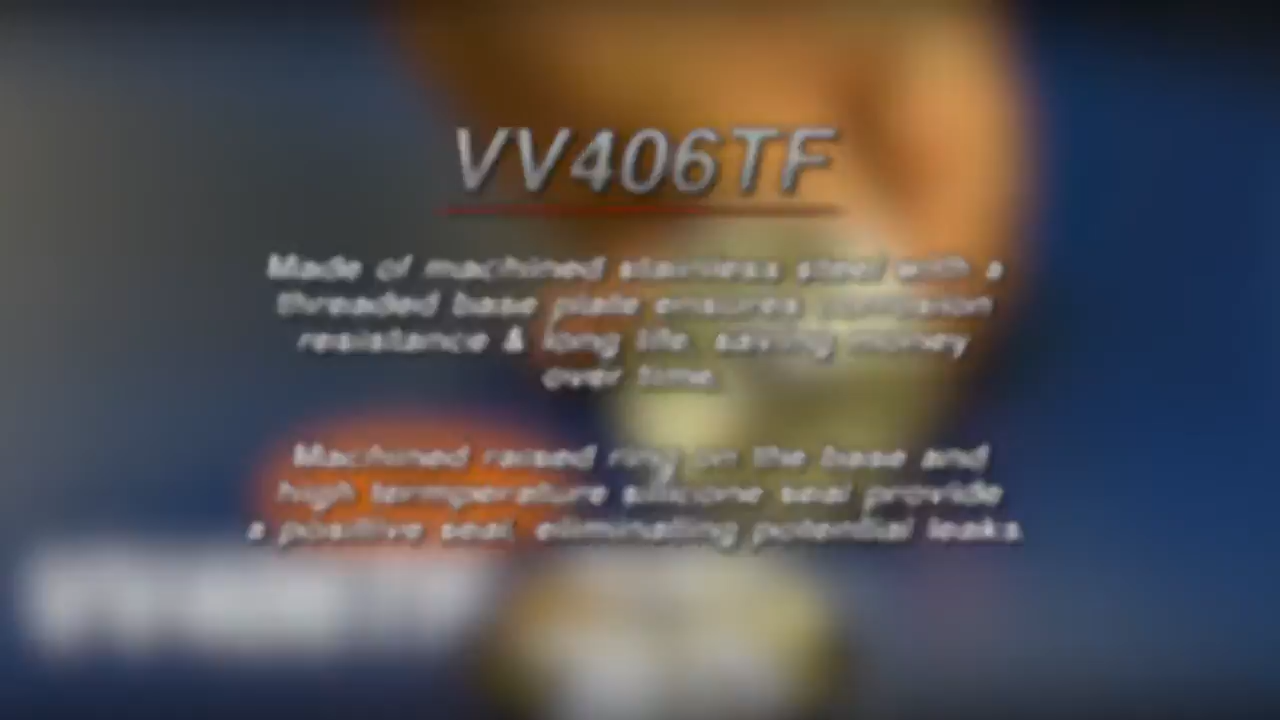 VV406TF
Made of machined stainless steel with a
threaded base plate ensures corrosion
resistance & long life, saving money
over time.
Machined raised ring on the base and
high termperature silicone seal provide
a positive seal, eliminating potential leaks.